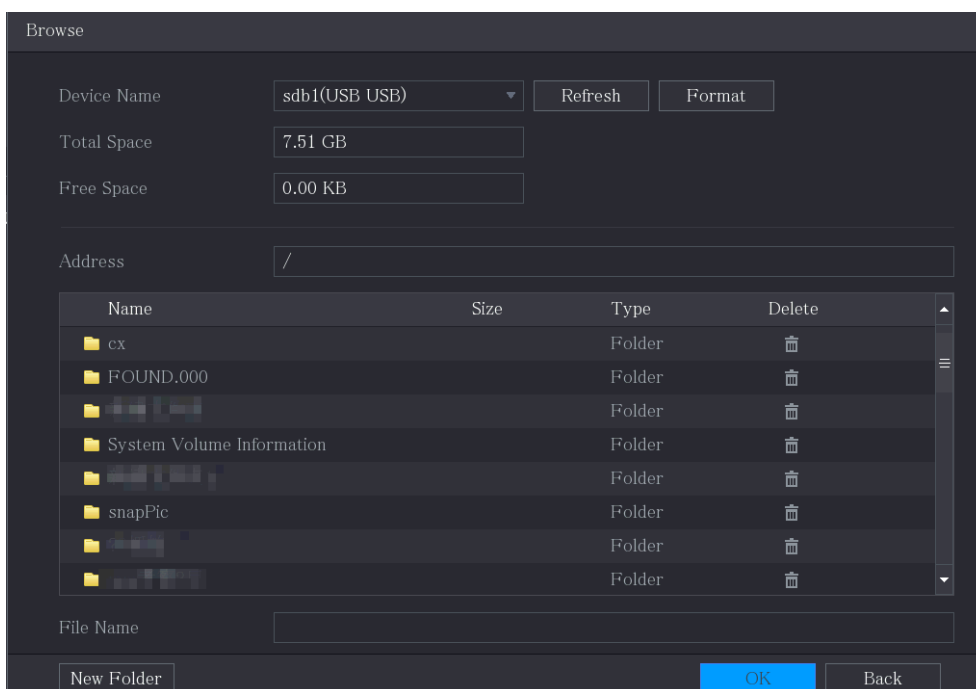 Browse
Device Name sdb1(USB USB) Refresh Format
Total Space 7.51 GB
Free Space 0.00 KB
Address /
Name Size Type Delete
cx Folder
FOUND.000 Folder
Folder
System Volume Information Folder
Folder
snapPic Folder
Folder
Folder
File Name
New Folder OK Back